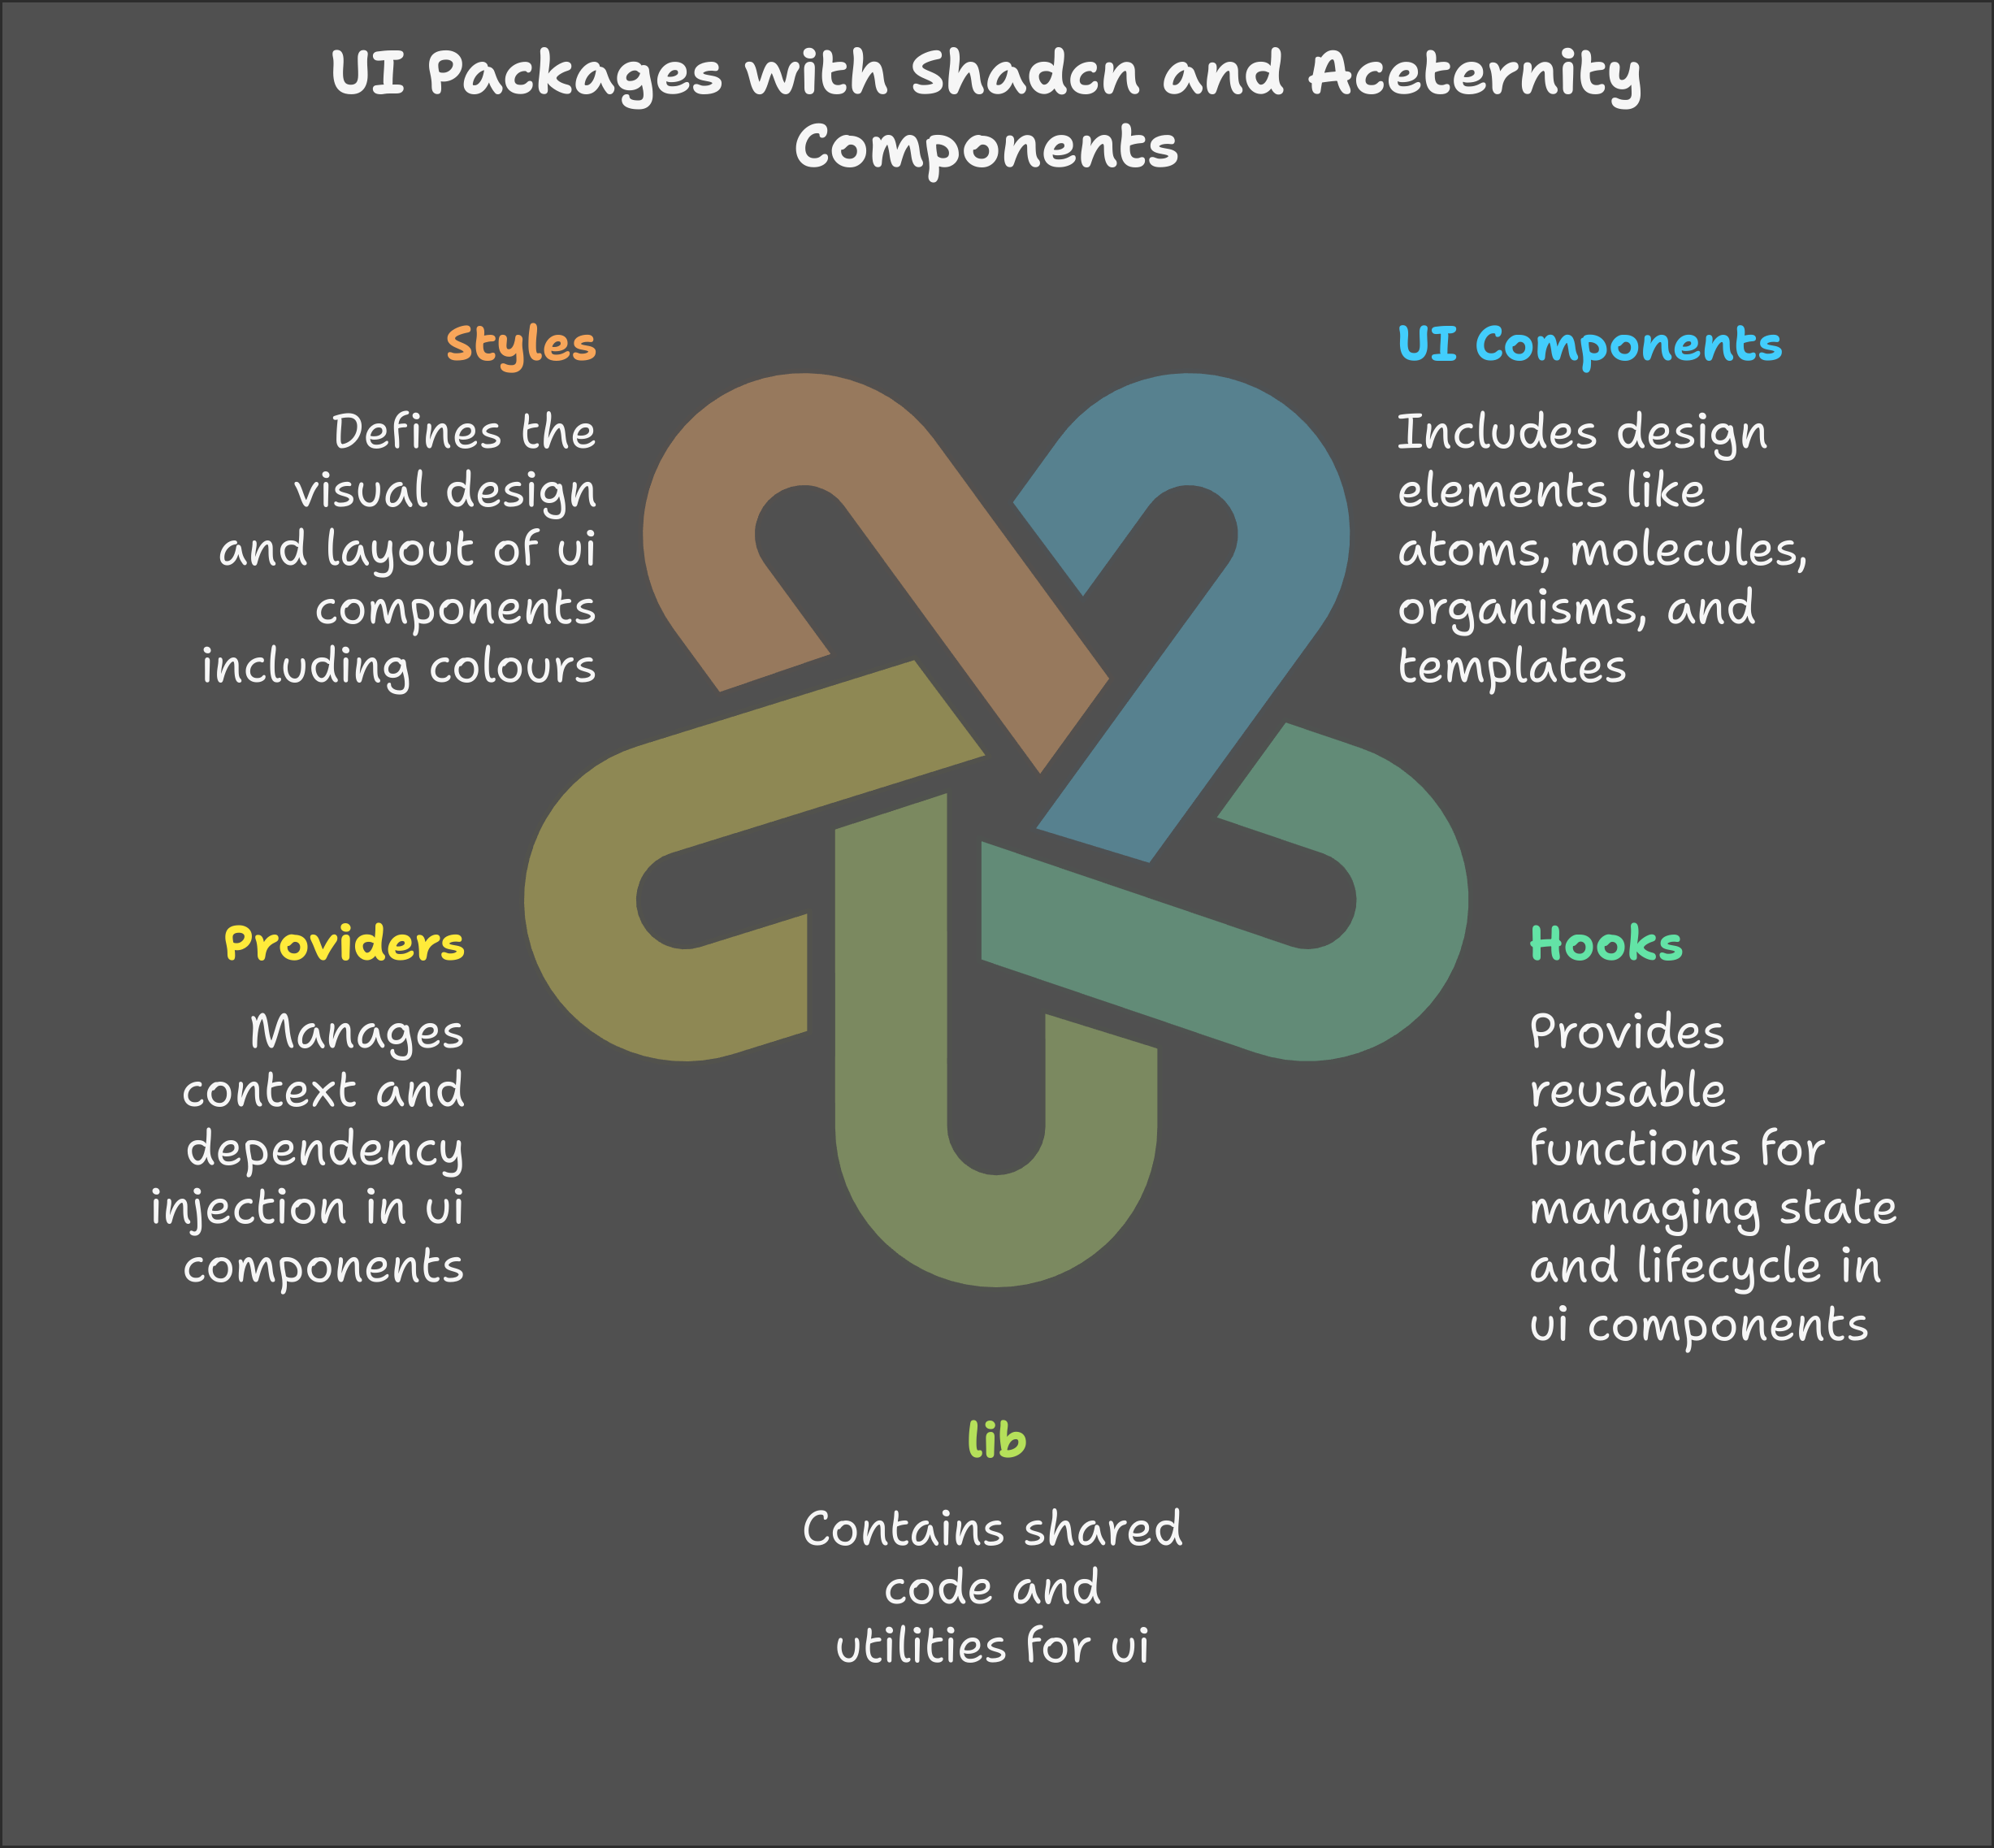 UI Packages with Shadcn and Aceternity
Components
Styles
Defines the
visual design
and layout of ui
components
including colours
UI Components
Includes design
elements like
atoms, molecules,
organisms, and
templates
Providers
Manages
context and
dependency
injection in ui
components
Hooks
Provides
reusable
functions for
managing state
and lifecycle in
ui components
lib
Contains shared
code and
utilities for ui